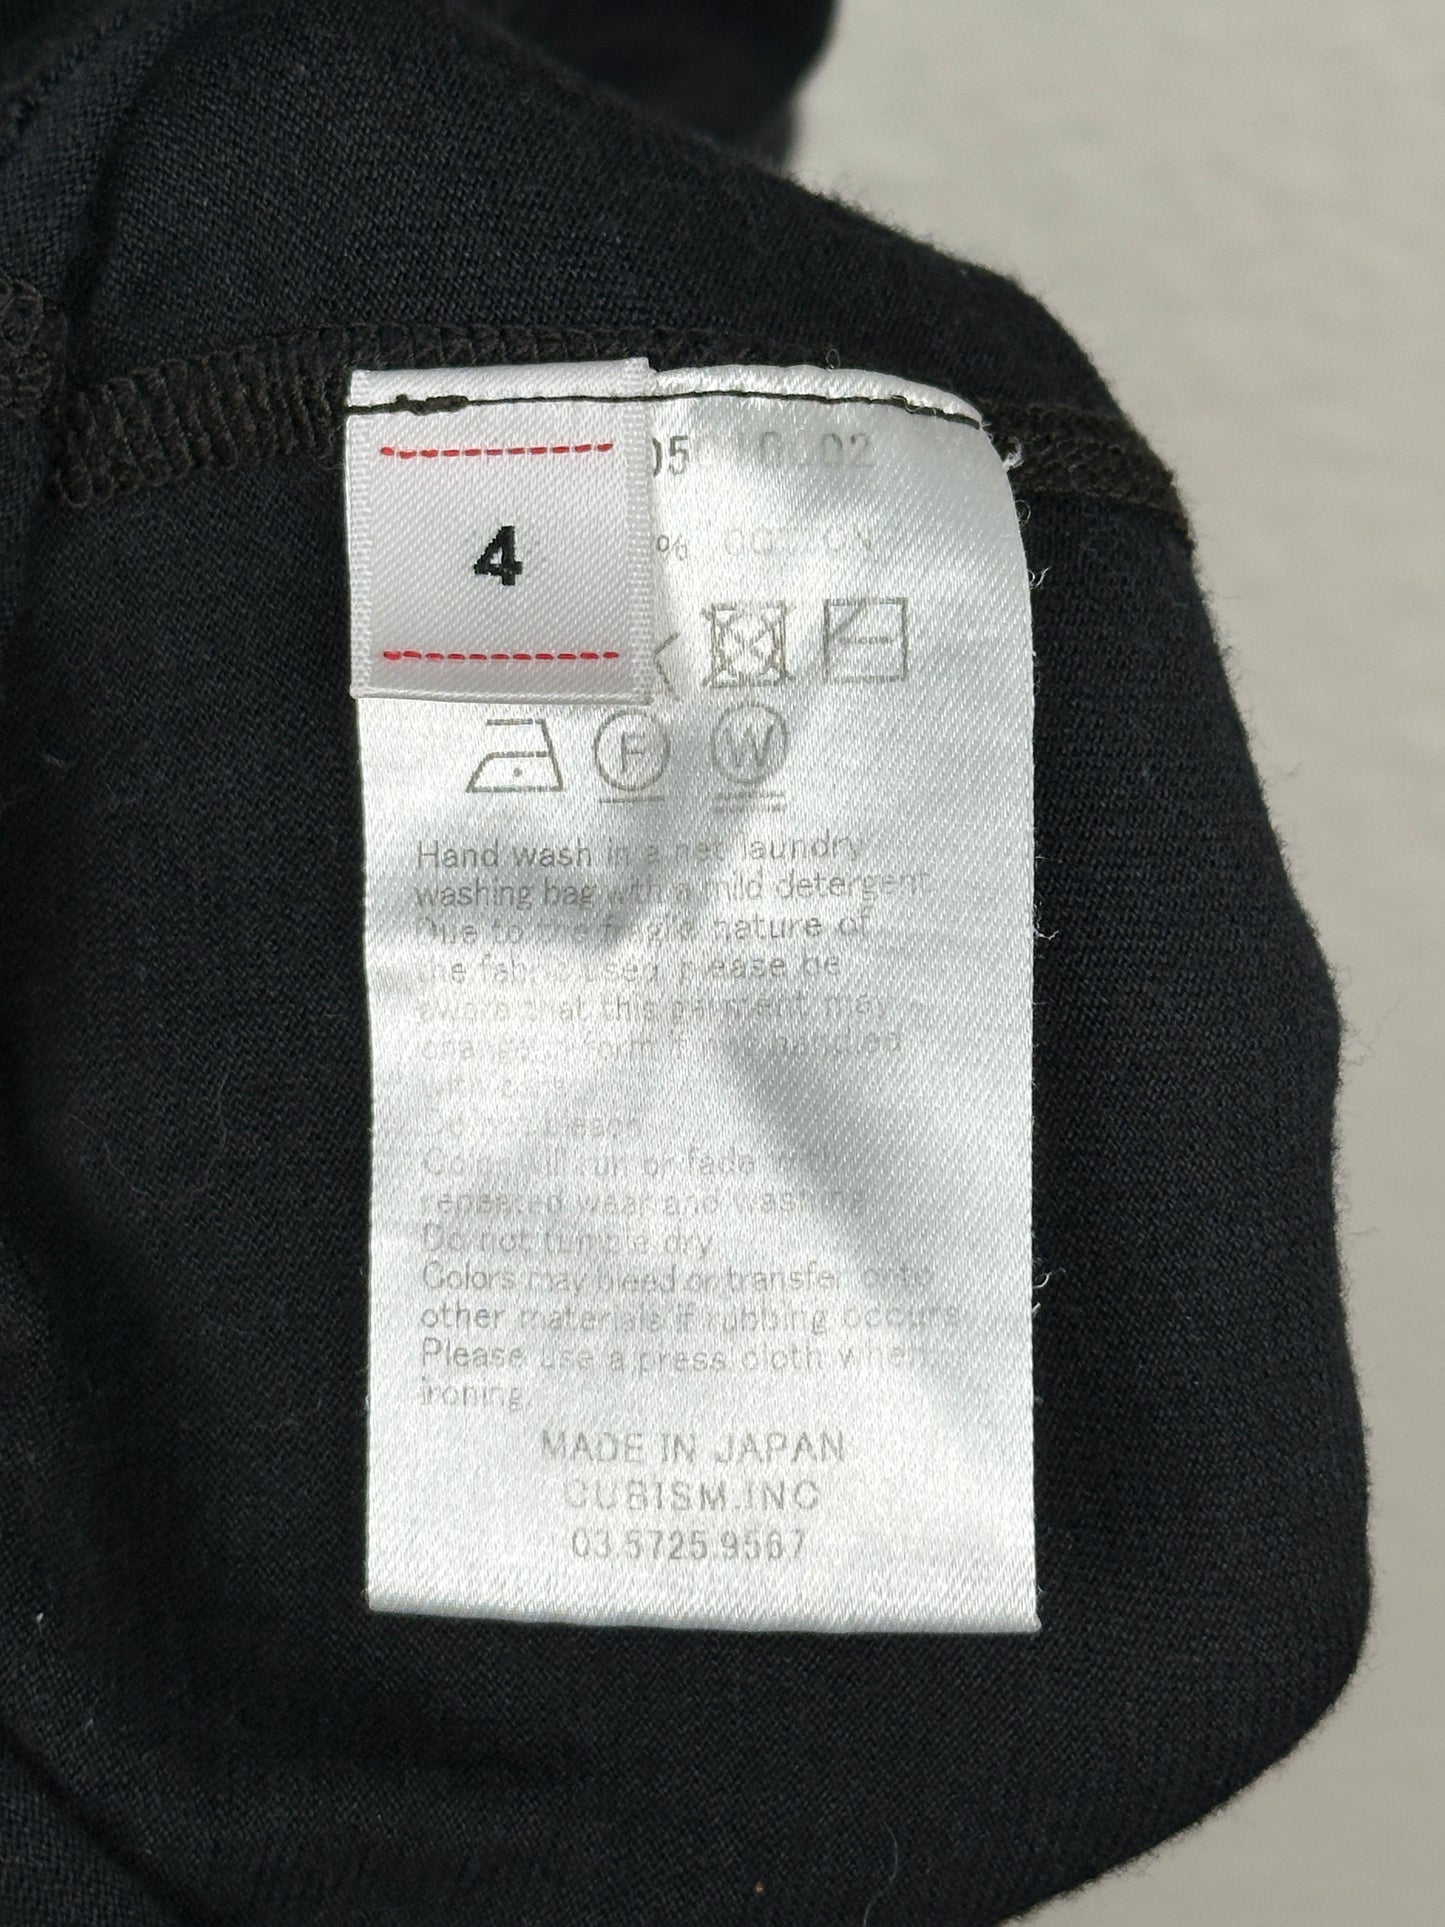 4
% COTTON
F W
Hand wash in a net laundry
washing bag with a mild detergent.
Due to the fragile nature of
the fabric used please be
aware that this garment may
change form if not handled
with care.
Do not bleach.
Colors will run or fade
repeated wear and washing
Do not tumble dry
Colors may bleed or transfer onto
other materials if rubbing occurs
Please use a press cloth when
ironing.
MADE IN JAPAN
CUBISM.INC
03.5725.9567